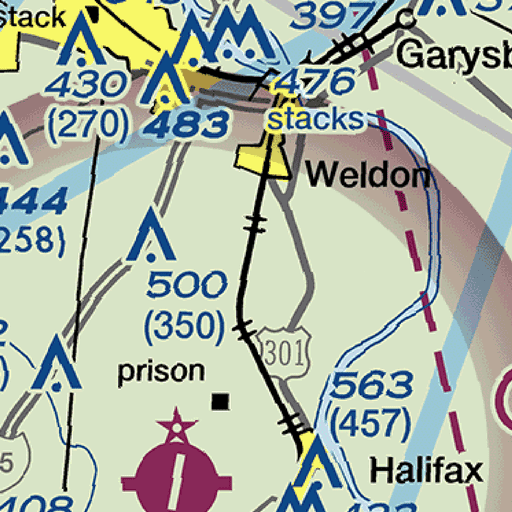 Stack
397
Garysb
430
(270)
483
476
stacks
Weldon
444
258)
500
(350)
301
prison
563
(457)
5
Halifax
408